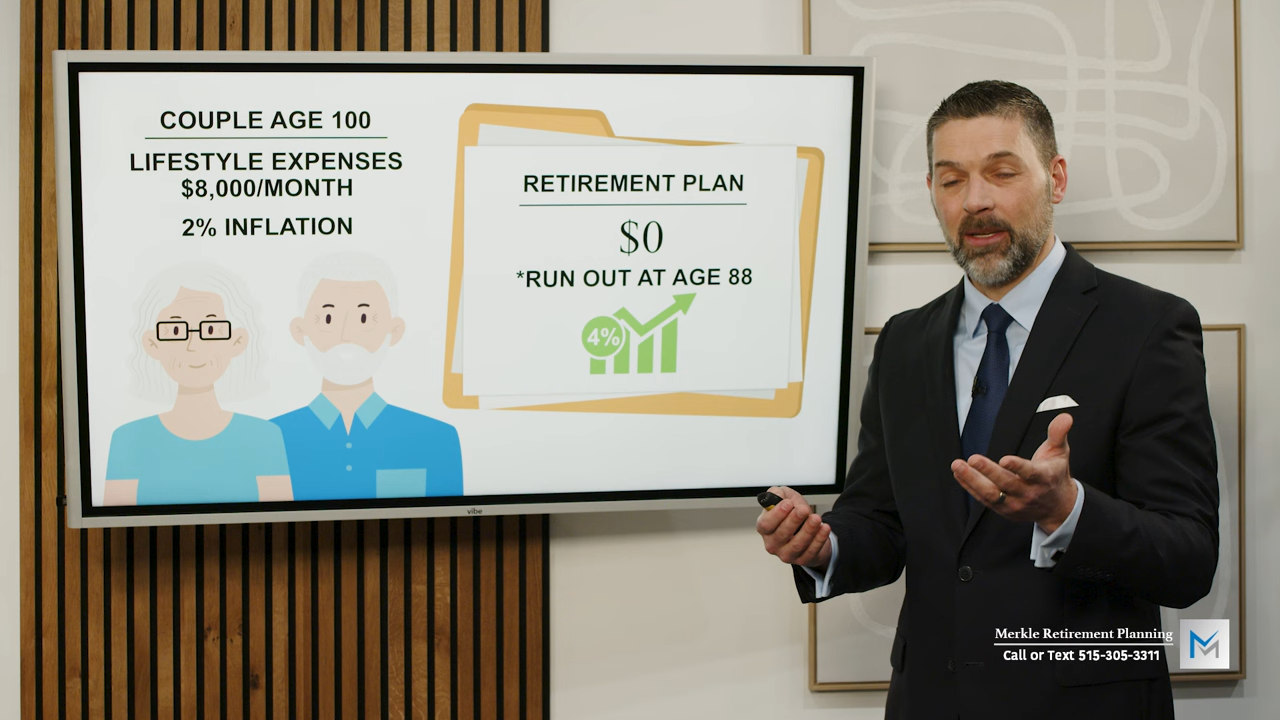 COUPLE AGE 100
LIFESTYLE EXPENSES
$8,000/MONTH
2% INFLATION
RETIREMENT PLAN
$0
*RUN OUT AT AGE 88
4%
vibe
Merkle Retirement Planning
Call or Text 515-305-3311